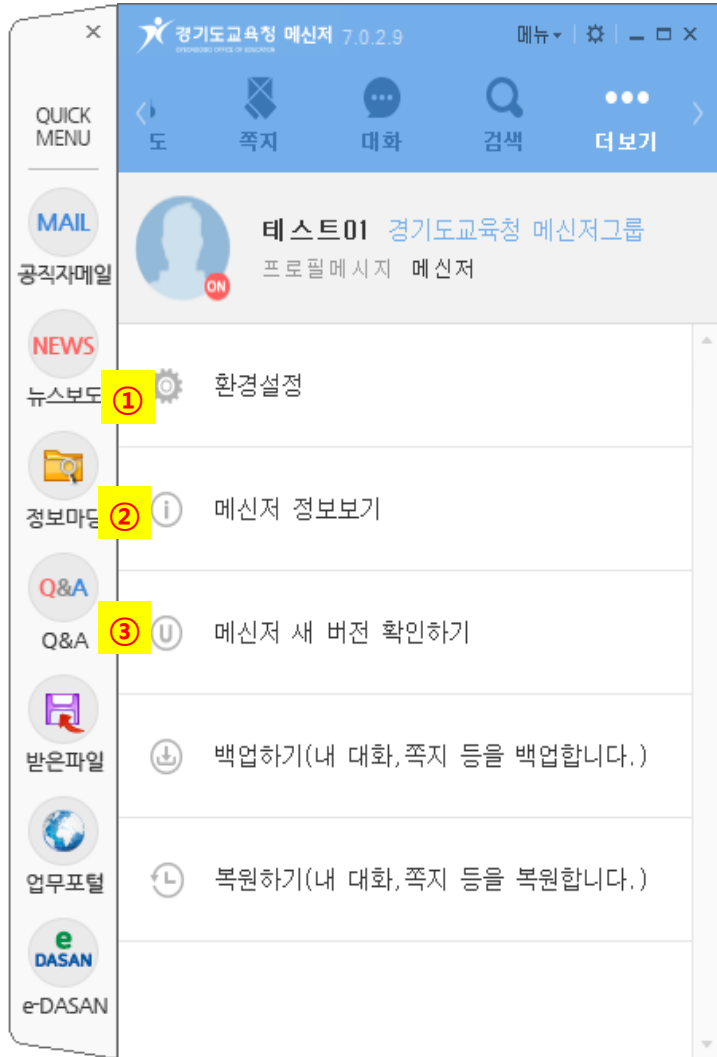 QUICK
MENU
MAIL
공직자메일
NEWS
뉴스보도
정보마당
Q&A
Q&A
받은파일
업무포털
e
DASAN
e-DASAN
경기도교육청 메신저 7.0.2.9
GYEONGGIDO OFFICE OF EDUCATION
메뉴
도
쪽지
대화
검색
더보기
테스트01 경기도교육청 메신저그룹
프로필메시지 메신저
ON
① 환경설정
② i 메신저 정보보기
③ U 메신저 새 버전 확인하기
백업하기(내 대화,쪽지 등을 백업합니다.)
복원하기(내 대화,쪽지 등을 복원합니다.)